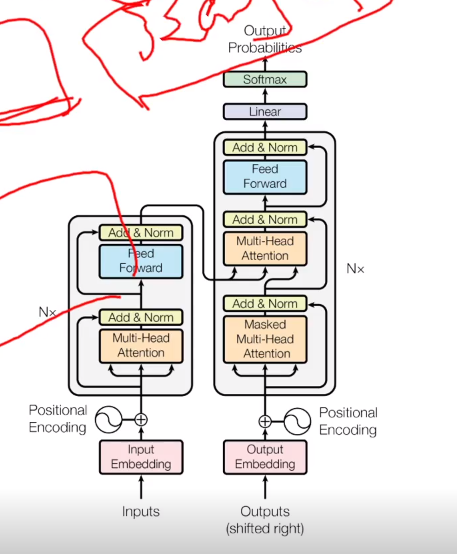 Output
Probabilities
Softmax
Linear
Add & Norm
Feed
Forward
Add & Norm
Multi-Head
Attention
Nx
Add & Norm
Masked
Multi-Head
Attention
Add & Norm
Feed
Forward
Nx
Add & Norm
Multi-Head
Attention
Positional
Encoding
Positional
Encoding
Input
Embedding
Output
Embedding
Inputs
Outputs
(shifted right)